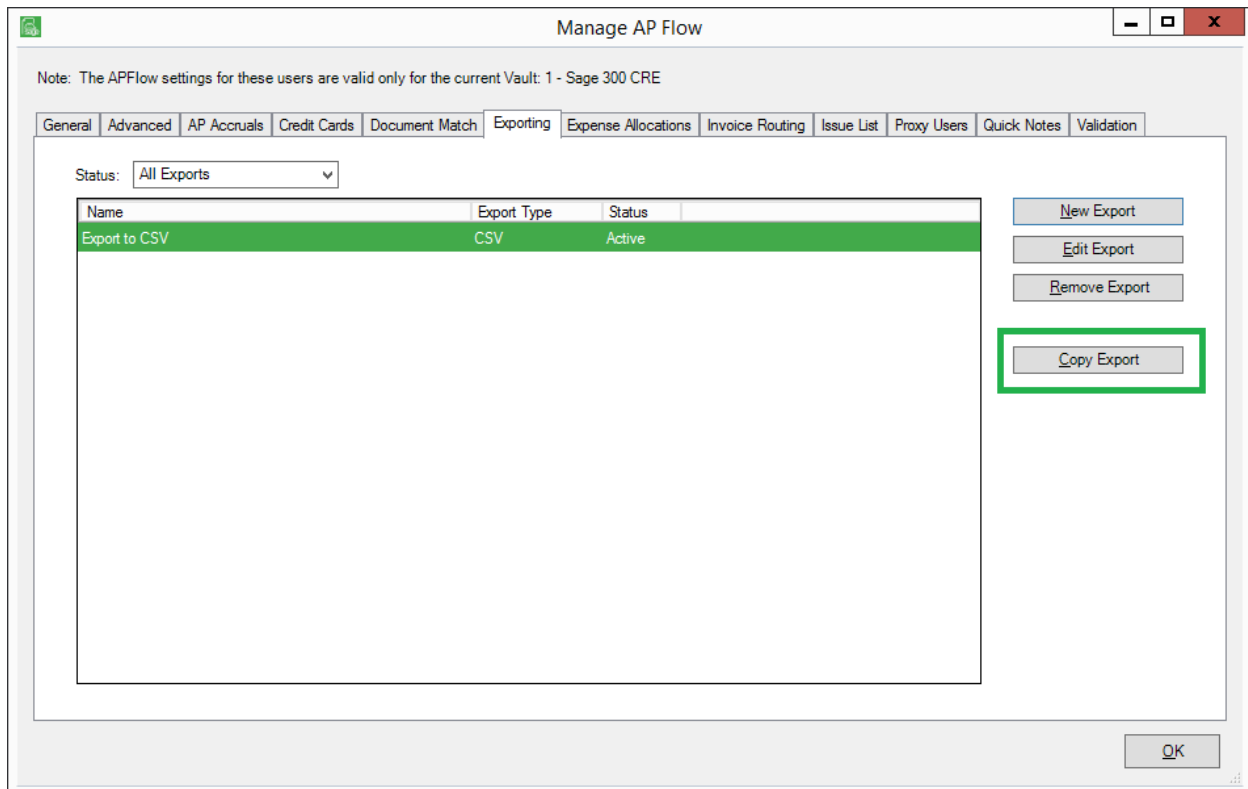 Manage AP Flow
Note: The APFlow settings for these users are valid only for the current Vault: 1 - Sage 300 CRE
General Advanced AP Accruals Credit Cards Document Match Exporting Expense Allocations Invoice Routing Issue List Proxy Users Quick Notes Validation
Status: All Exports
Name Export Type Status
Export to CSV CSV Active
New Export
Edit Export
Remove Export
Copy Export
OK